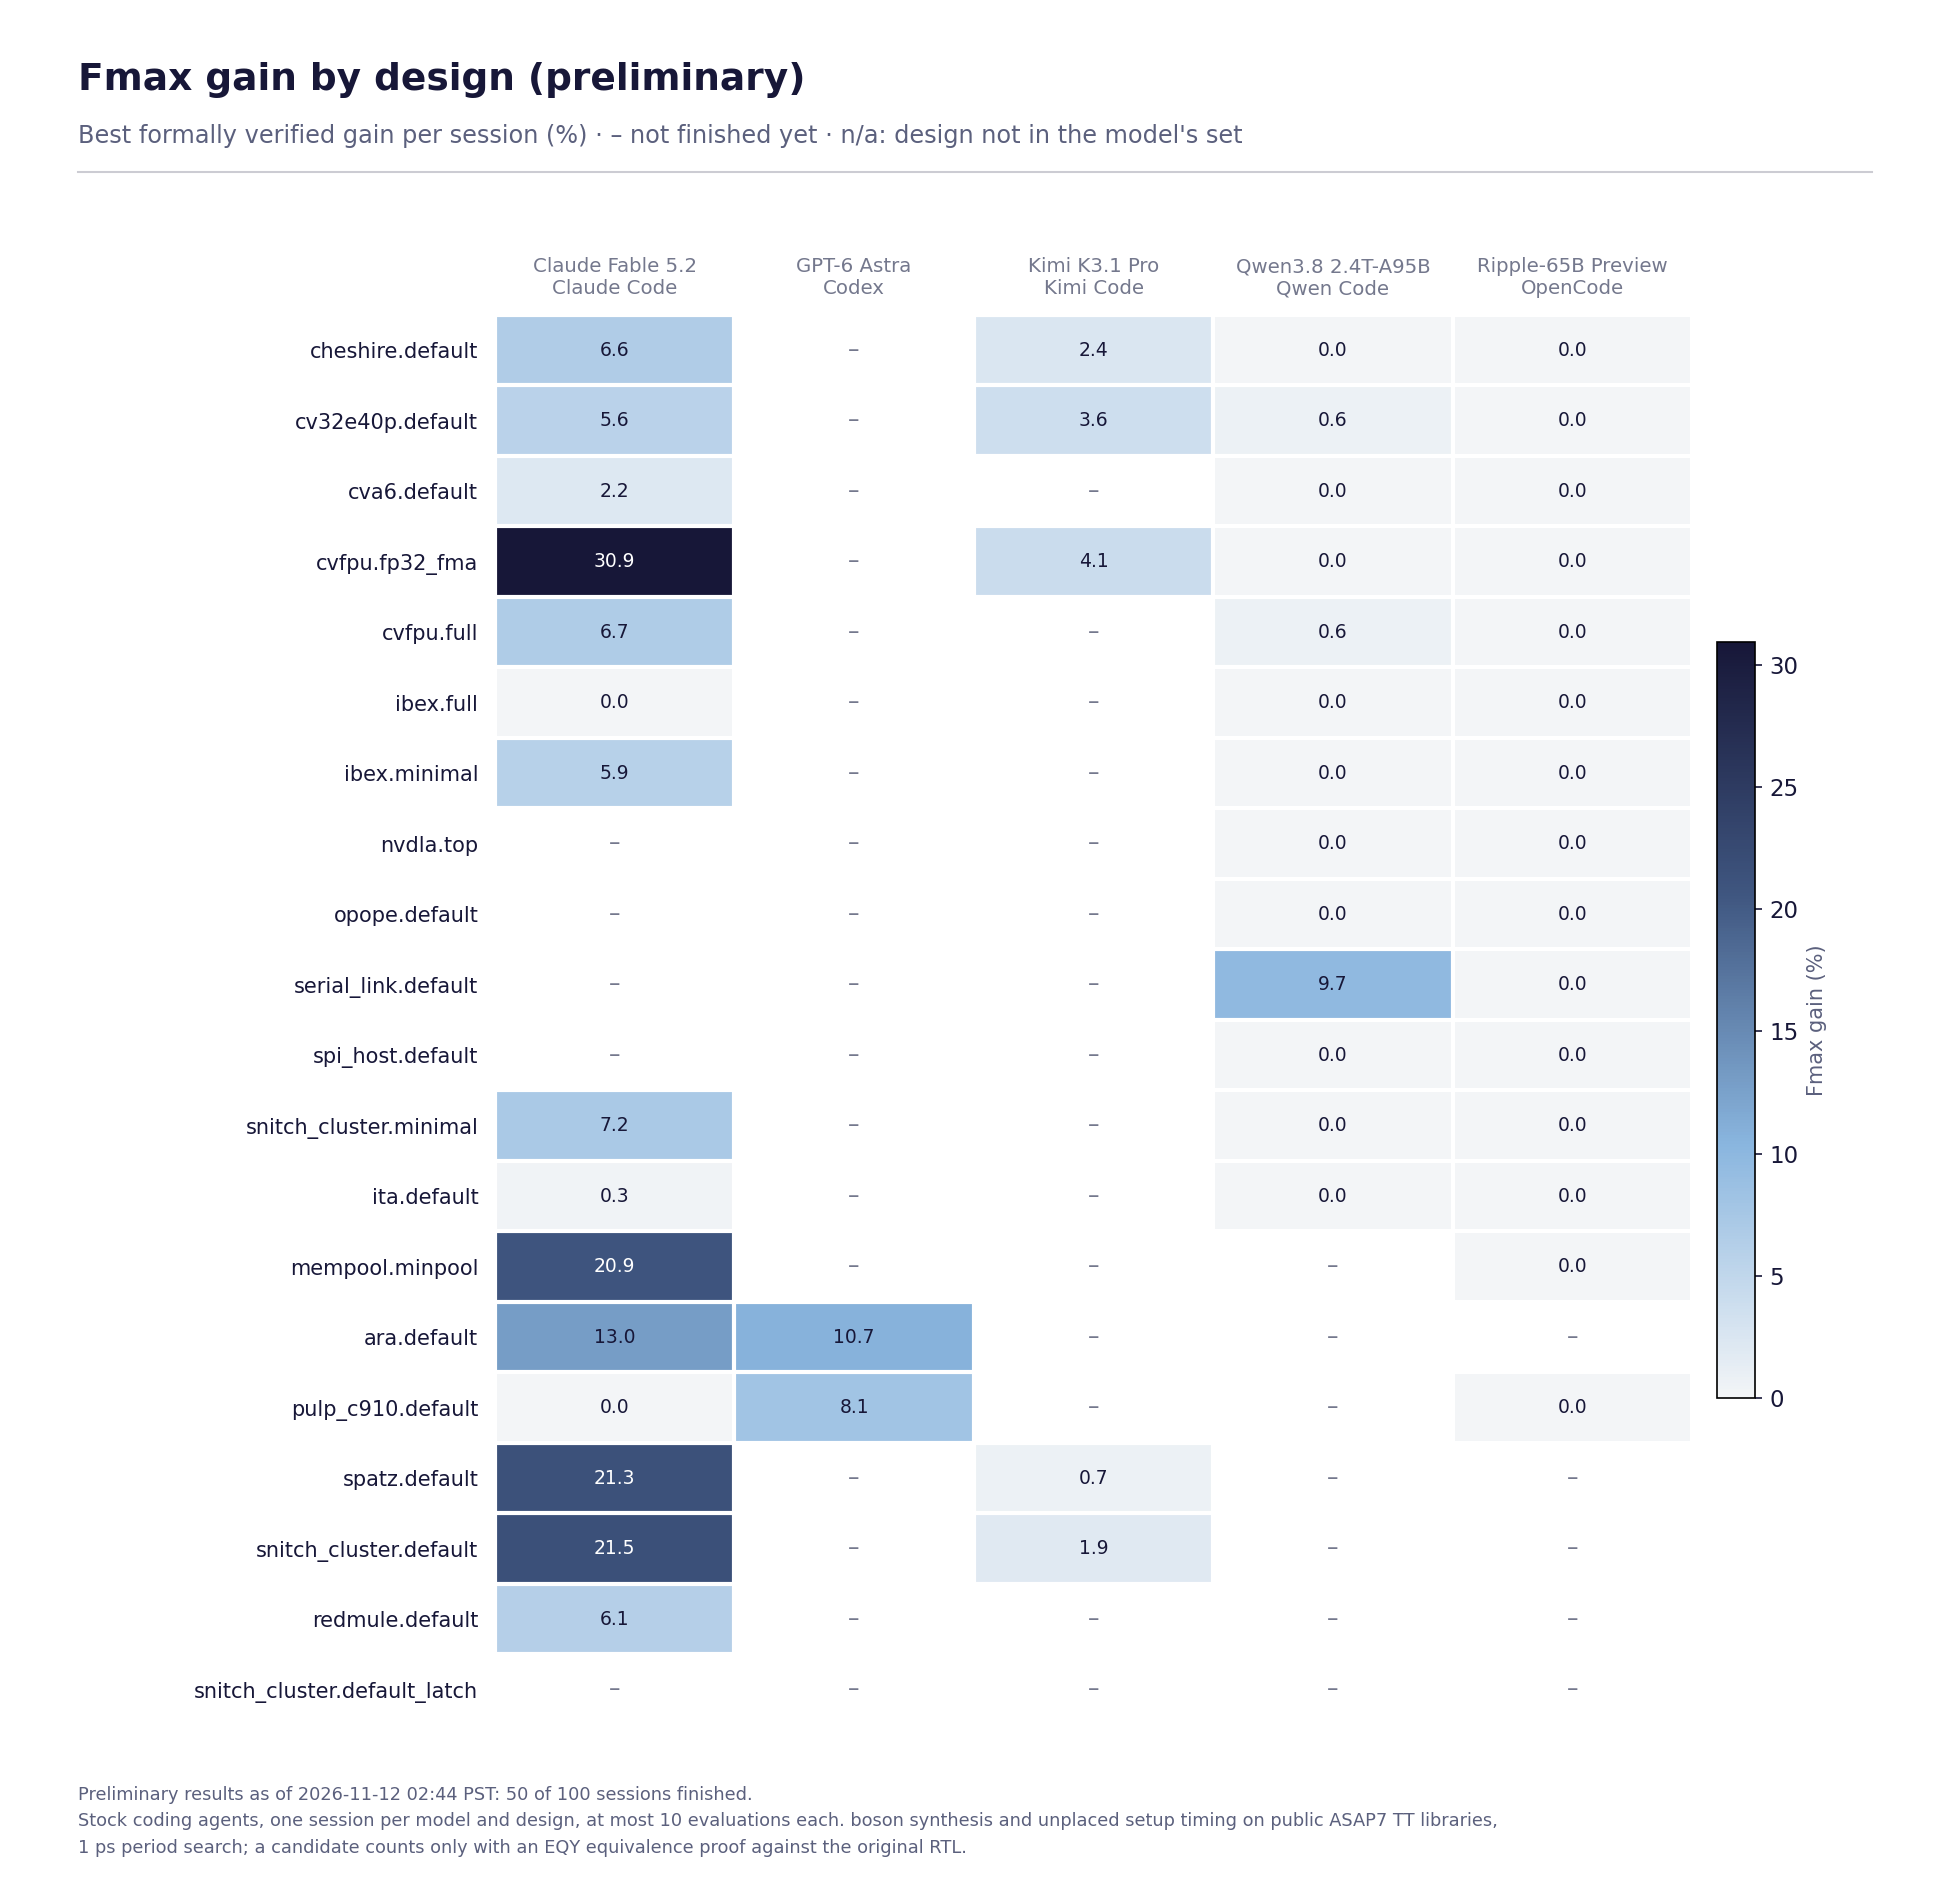 Fmax gain by design (preliminary)
Best formally verified gain per session (%) · – not finished yet · n/a: design not in the model's set
Claude Fable 5.2 GPT-6 Astra Kimi K3.1 Pro Qwen3.8 2.4T-A95B Ripple-65B Preview
Claude Code Codex Kimi Code Qwen Code OpenCode
cheshire.default 6.6 – 2.4 0.0 0.0
cv32e40p.default 5.6 – 3.6 0.6 0.0
cva6.default 2.2 – – 0.0 0.0
cvfpu.fp32_fma 30.9 – 4.1 0.0 0.0
cvfpu.full 6.7 – – 0.6 0.0
ibex.full 0.0 – – 0.0 0.0
ibex.minimal 5.9 – – 0.0 0.0
nvdla.top – – – 0.0 0.0
opope.default – – – 0.0 0.0
serial_link.default – – – 9.7 0.0
spi_host.default – – – 0.0 0.0
snitch_cluster.minimal 7.2 – – 0.0 0.0
ita.default 0.3 – – 0.0 0.0
mempool.minpool 20.9 – – – 0.0
ara.default 13.0 10.7 – – –
pulp_c910.default 0.0 8.1 – – 0.0
spatz.default 21.3 – 0.7 – –
snitch_cluster.default 21.5 – 1.9 – –
redmule.default 6.1 – – – –
snitch_cluster.default_latch – – – – –
30
25
20
15
10
5
0
Fmax gain (%)
Preliminary results as of 2026-11-12 02:44 PST: 50 of 100 sessions finished.
Stock coding agents, one session per model and design, at most 10 evaluations each. boson synthesis and unplaced setup timing on public ASAP7 TT libraries,
1 ps period search; a candidate counts only with an EQY equivalence proof against the original RTL.